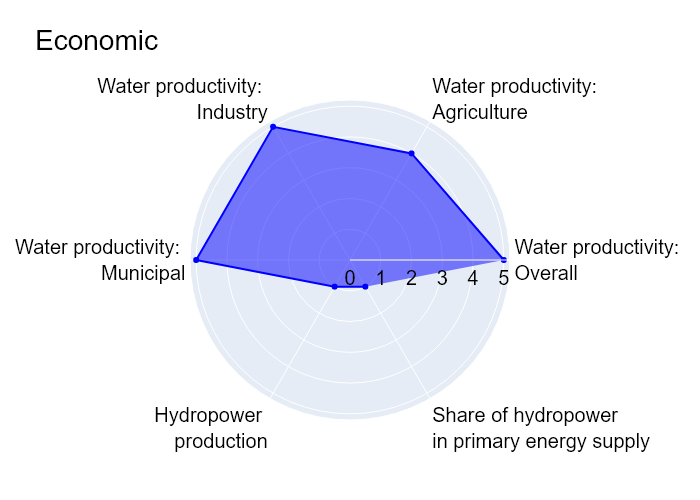 Economic
Water productivity:
Industry
Water productivity:
Agriculture
Water productivity:
Municipal
Water productivity:
Overall
0 1 2 3 4 5
Hydropower
production
Share of hydropower
in primary energy supply